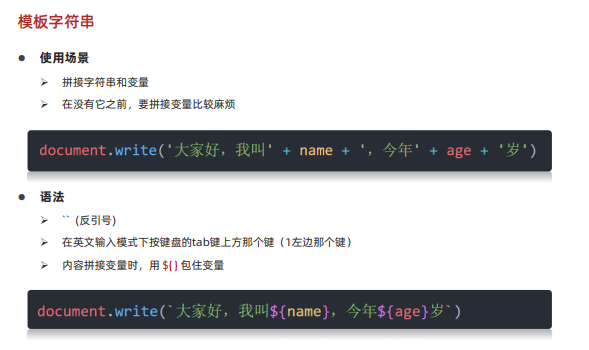 模板字符串
● 使用场景
➢ 拼接字符串和变量
➢ 在没有它之前，要拼接变量比较麻烦
document.write('大家好，我叫' + name + '，今年' + age + '岁')
● 语法
➢ `` (反引号)
➢ 在英文输入模式下按键盘的tab键上方那个键（1左边那个键）
➢ 内容拼接变量时，用 ${ } 包住变量
document.write(`大家好，我叫${name}，今年${age}岁`)